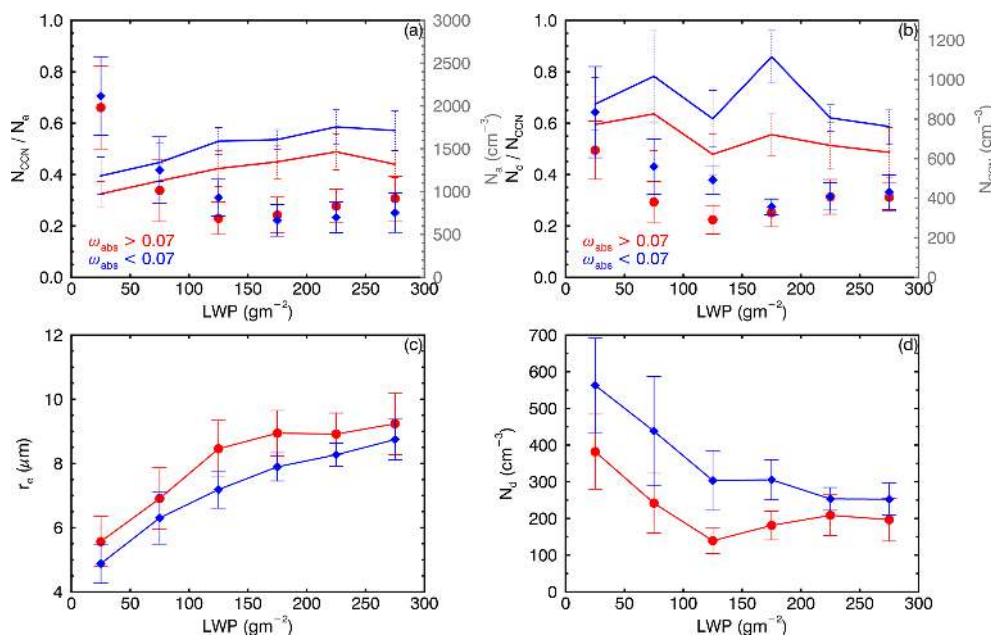 (a)
1.0
0.8
0.6
0.4
0.2
0.0
N_CCN / N_a
3000
2500
2000
1500
1000
500
0
N_a (cm⁻³)
ω_abs > 0.07
ω_abs < 0.07
0 50 100 150 200 250 300
LWP (gm⁻²)
(b)
1.0
0.8
0.6
0.4
0.2
0.0
N_d / N_CCN
1200
1000
800
600
400
200
0
N_CCN (cm⁻³)
ω_abs > 0.07
ω_abs < 0.07
0 50 100 150 200 250 300
LWP (gm⁻²)
(c)
12
10
8
6
4
r_e (μm)
0 50 100 150 200 250 300
LWP (gm⁻²)
(d)
700
600
500
400
300
200
100
0
N_d (cm⁻³)
0 50 100 150 200 250 300
LWP (gm⁻²)